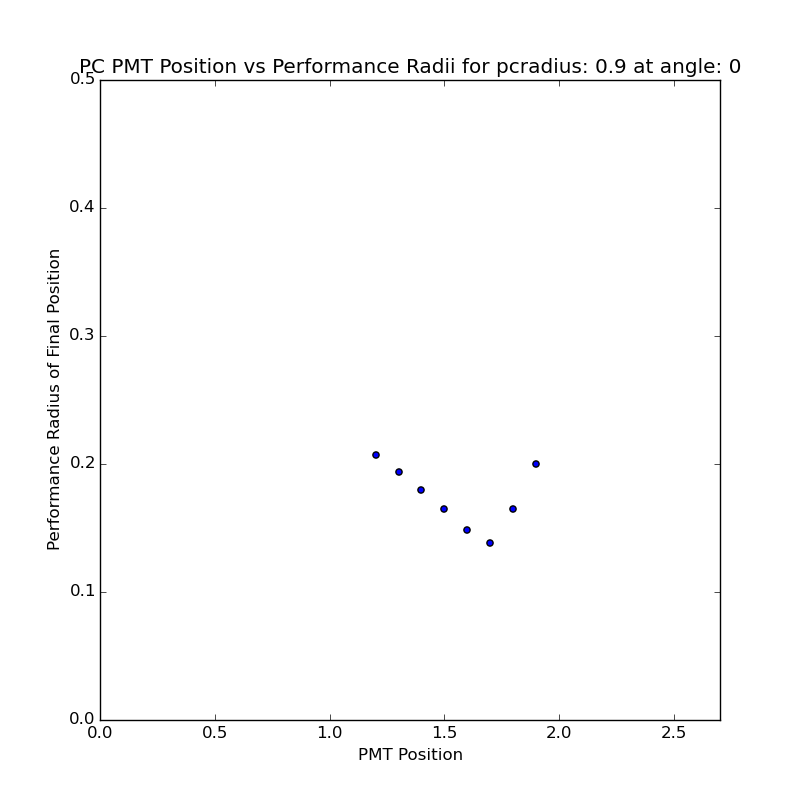 PC PMT Position vs Performance Radii for pcradius: 0.9 at angle: 0
0.5
0.4
0.3
0.2
0.1
0.0
Performance Radius of Final Position
0.0 0.5 1.0 1.5 2.0 2.5
PMT Position